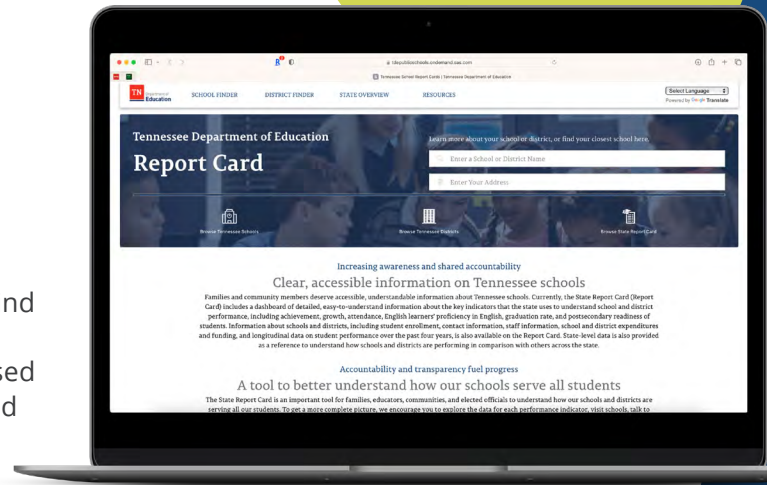 nd
sed
d
tdepublicschools.ondemand.sas.com
Tennessee School Report Cards | Tennessee Department of Education
TN Department of
Education
SCHOOL FINDER DISTRICT FINDER STATE OVERVIEW RESOURCES
Select Language
Powered by Google Translate
Tennessee Department of Education
Report Card
Learn more about your school or district, or find your closest school here.
Enter a School or District Name
Enter Your Address
Browse Tennessee Schools
Browse Tennessee Districts
Browse State Report Card
Increasing awareness and shared accountability
Clear, accessible information on Tennessee schools
Families and community members deserve accessible, understandable information about Tennessee schools. Currently, the State Report Card (Report
Card) includes a dashboard of detailed, easy-to-understand information about the key indicators that the state uses to understand school and district
performance, including achievement, growth, attendance, English learners' proficiency in English, graduation rate, and postsecondary readiness of
students. Information about schools and districts, including student enrollment, contact information, staff information, school and district expenditures
and funding, and longitudinal data on student performance over the past four years, is also available on the Report Card. State-level data is also provided
as a reference to understand how schools and districts are performing in comparison with others across the state.
Accountability and transparency fuel progress
A tool to better understand how our schools serve all students
The State Report Card is an important tool for families, educators, communities, and elected officials to understand how our schools and districts are
serving all our students. To get a more complete picture, we encourage you to explore the data for each performance indicator, visit schools, talk to